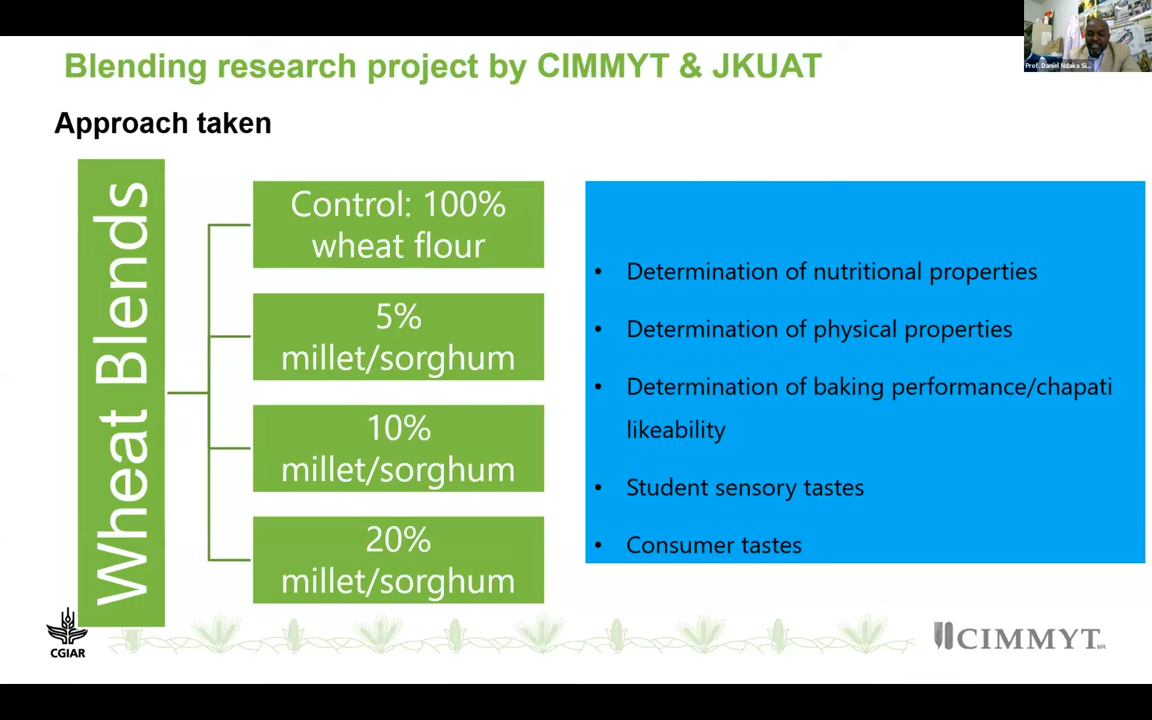 Blending research project by CIMMYT & JKUAT
Prof. Daniel Ndaka Si...
Approach taken
Wheat Blends
Control: 100%
wheat flour
5%
millet/sorghum
10%
millet/sorghum
20%
millet/sorghum
• Determination of nutritional properties
• Determination of physical properties
• Determination of baking performance/chapati
likeability
• Student sensory tastes
• Consumer tastes
CGIAR
CIMMYT MR